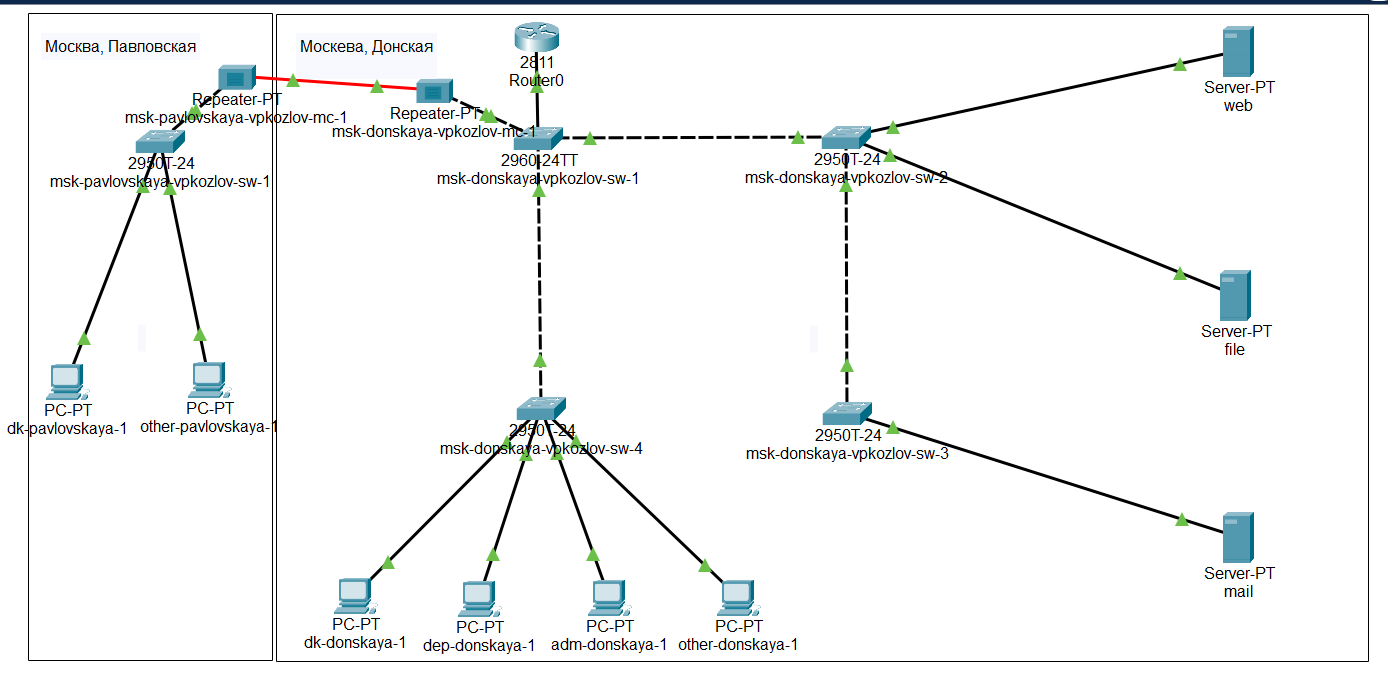 Москва, Павловская
Москева, Донская
2811
Router0
Repeater-PT
msk-pavlovskaya-vpkozlov-mc-1
Repeater-PT
msk-donskaya-vpkozlov-mc-1
2950T-24
msk-pavlovskaya-vpkozlov-sw-1
2960-24TT
msk-donskaya-vpkozlov-sw-1
2950T-24
msk-donskaya-vpkozlov-sw-2
Server-PT
web
Server-PT
file
PC-PT
dk-pavlovskaya-1
PC-PT
other-pavlovskaya-1
2950T-24
msk-donskaya-vpkozlov-sw-4
2950T-24
msk-donskaya-vpkozlov-sw-3
Server-PT
mail
PC-PT
dk-donskaya-1
PC-PT
dep-donskaya-1
PC-PT
adm-donskaya-1
PC-PT
other-donskaya-1